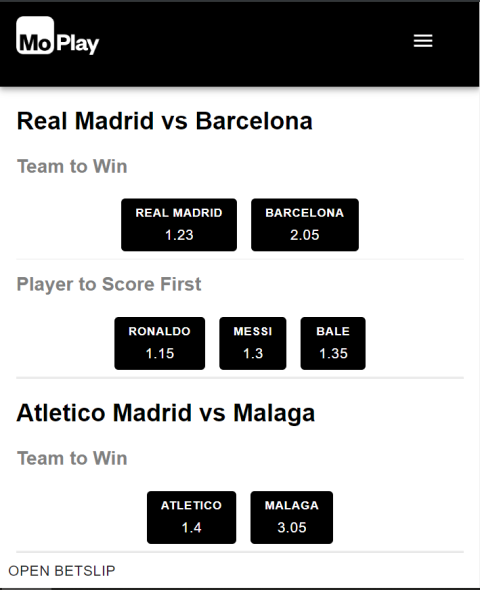 MoPlay
Real Madrid vs Barcelona
Team to Win
REAL MADRID BARCELONA
1.23 2.05
Player to Score First
RONALDO MESSI BALE
1.15 1.3 1.35
Atletico Madrid vs Malaga
Team to Win
ATLETICO MALAGA
1.4 3.05
OPEN BETSLIP